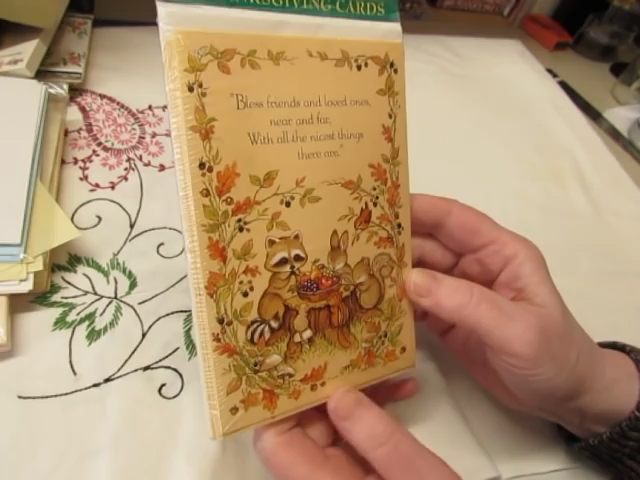 THANKSGIVING CARDS
"Bless friends and loved ones,
near and far,
With all the nicest things
there are."